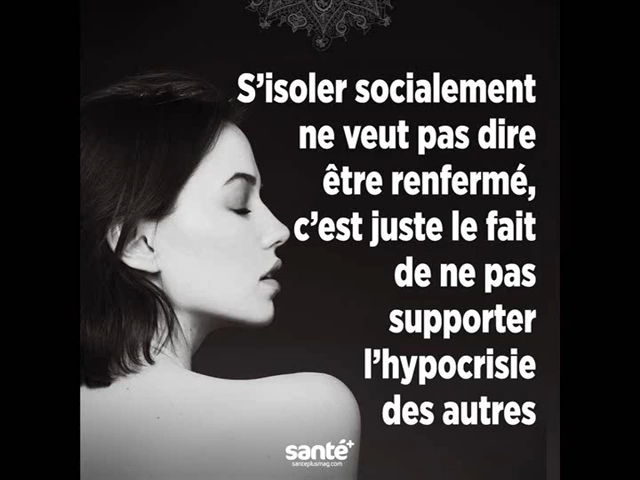 S’isoler socialement
ne veut pas dire
être renfermé,
c’est juste le fait
de ne pas
supporter
l’hypocrisie
des autres
santé+
santeplusmag.com